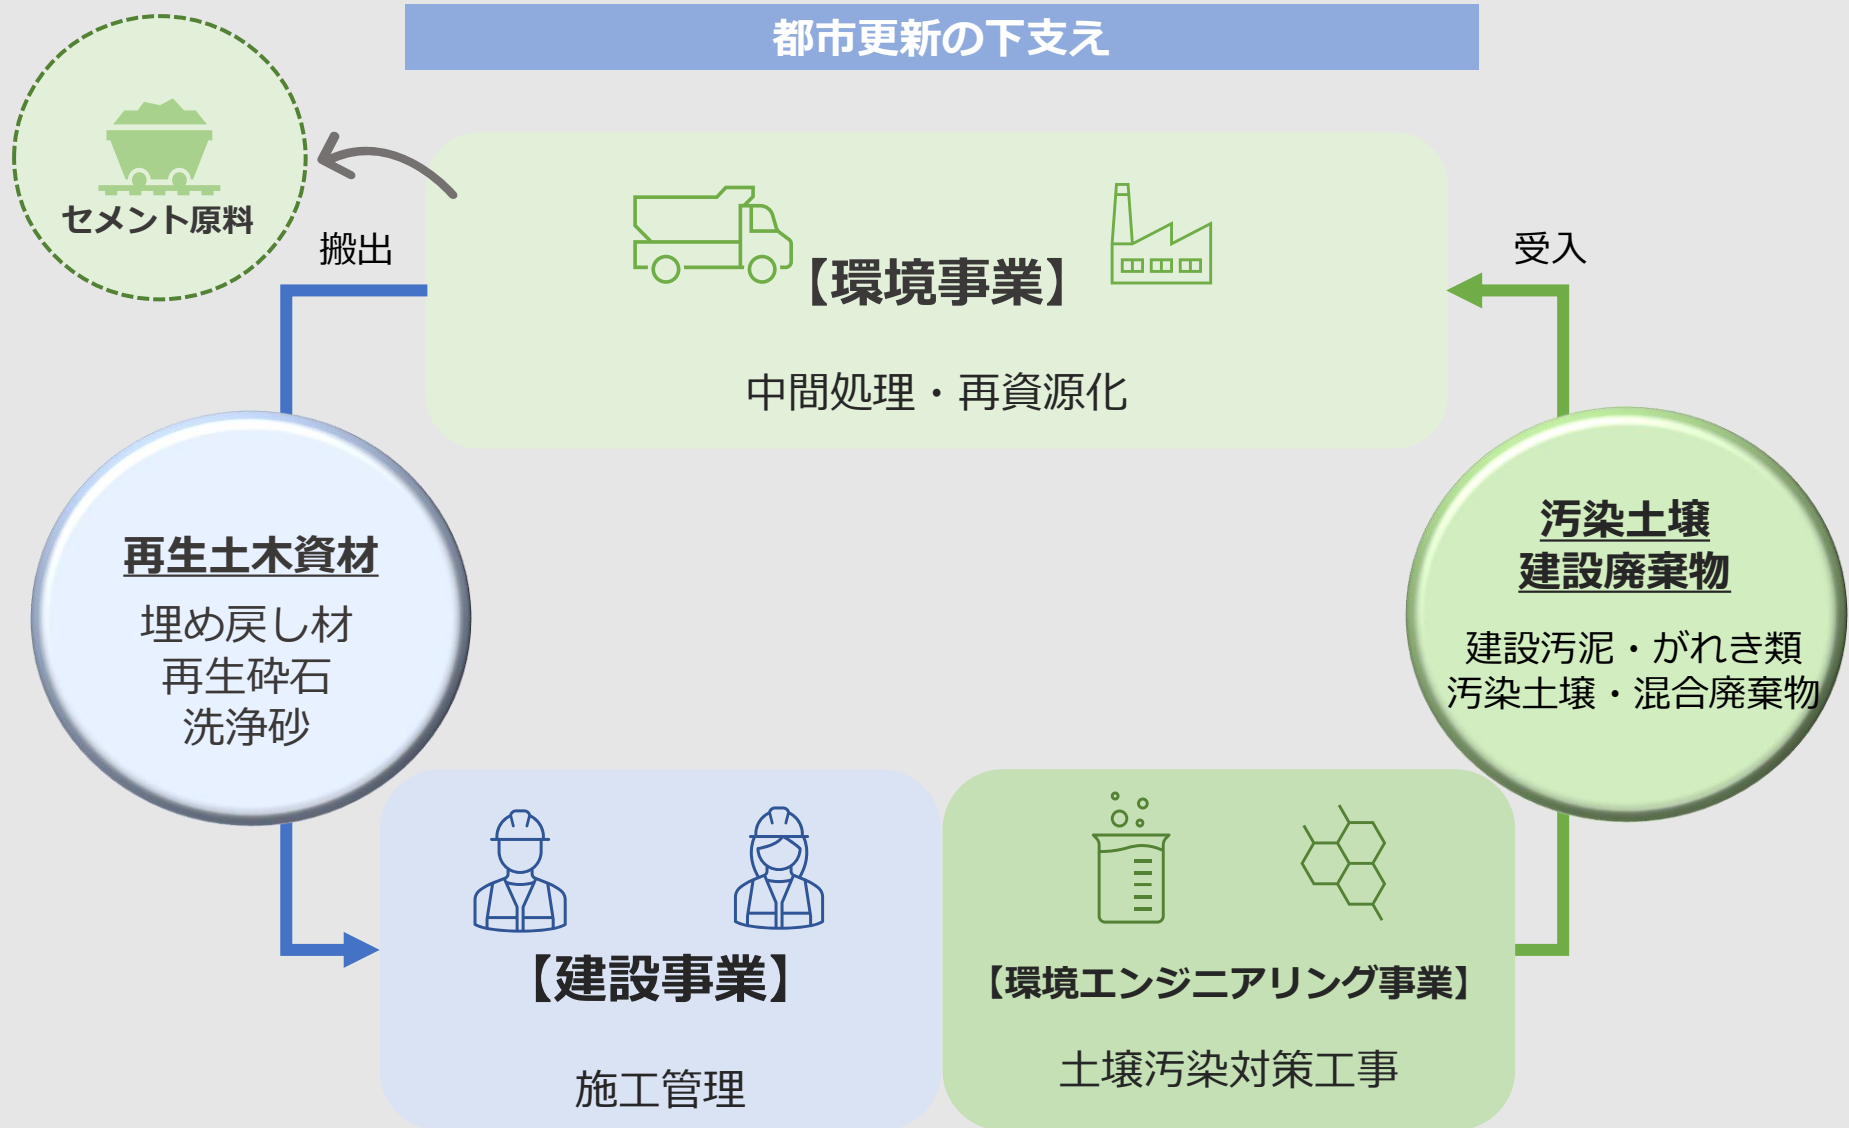 都市更新の下支え
セメント原料
搬出
【環境事業】
中間処理・再資源化
受入
再生土木資材
埋め戻し材
再生砕石
洗浄砂
汚染土壌
建設廃棄物
建設汚泥・がれき類
汚染土壌・混合廃棄物
【建設事業】
施工管理
【環境エンジニアリング事業】
土壌汚染対策工事